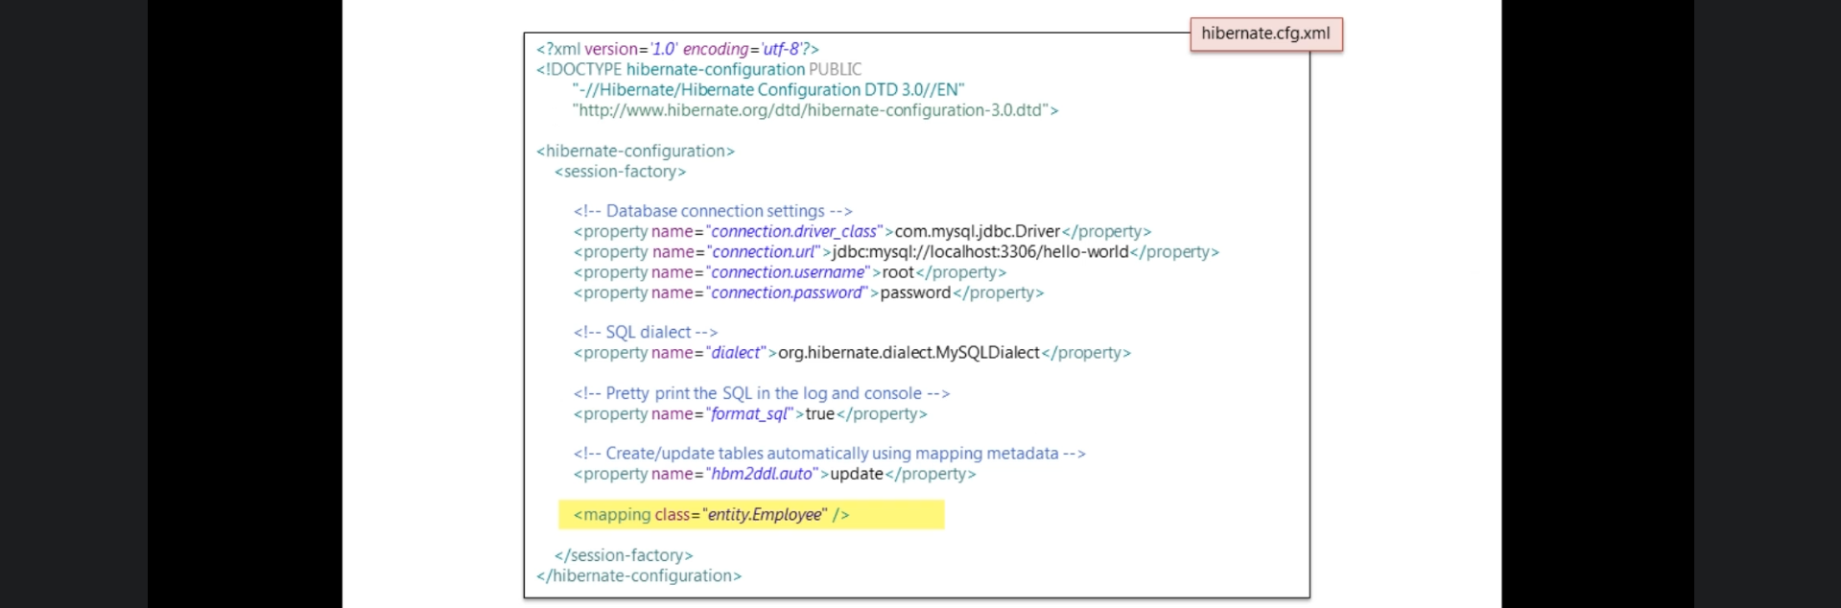 hibernate.cfg.xml
<?xml version='1.0' encoding='utf-8'?>
<!DOCTYPE hibernate-configuration PUBLIC
"-//Hibernate/Hibernate Configuration DTD 3.0//EN"
"http://www.hibernate.org/dtd/hibernate-configuration-3.0.dtd">
<hibernate-configuration>
<session-factory>
<!-- Database connection settings -->
<property name="connection.driver_class">com.mysql.jdbc.Driver</property>
<property name="connection.url">jdbc:mysql://localhost:3306/hello-world</property>
<property name="connection.username">root</property>
<property name="connection.password">password</property>
<!-- SQL dialect -->
<property name="dialect">org.hibernate.dialect.MySQLDialect</property>
<!-- Pretty print the SQL in the log and console -->
<property name="format_sql">true</property>
<!-- Create/update tables automatically using mapping metadata -->
<property name="hbm2ddl.auto">update</property>
<mapping class="entity.Employee" />
</session-factory>
</hibernate-configuration>